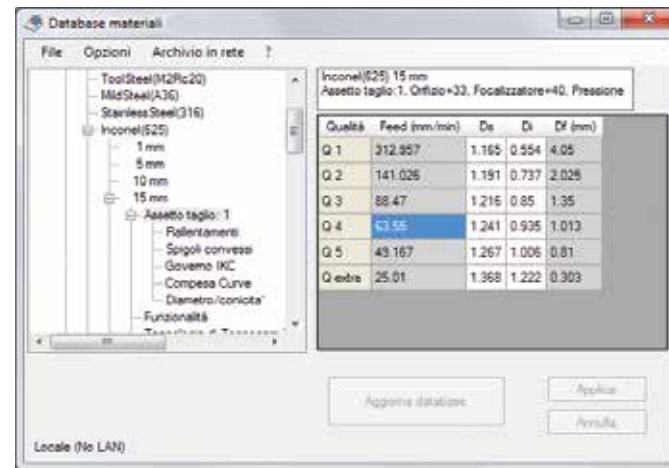 Database materiali
File Opzioni Archivio in rete ?
ToolSteel(M2Rc20)
MildSteel(A36)
StainlessSteel(316)
Inconel(625)
1 mm
5 mm
10 mm
15 mm
Assetto taglio: 1
Rallentamenti
Spigoli convessi
Governo IKC
Compesa Curve
Diametro/conicita'
Funzionalità
Inconel(625) 15 mm
Assetto taglio:1, Orifizio=33, Focalizzatore=40, Pressione
Qualità Feed (mm/min) Ds Di Df (mm)
Q 1 312.957 1.165 0.554 4.05
Q 2 141.026 1.191 0.737 2.025
Q 3 88.47 1.216 0.85 1.35
Q 4 63.55 1.241 0.935 1.013
Q 5 49.167 1.267 1.006 0.81
Q extra 25.01 1.368 1.222 0.303
Aggiorna database
Applica
Annulla
Locale (No LAN)